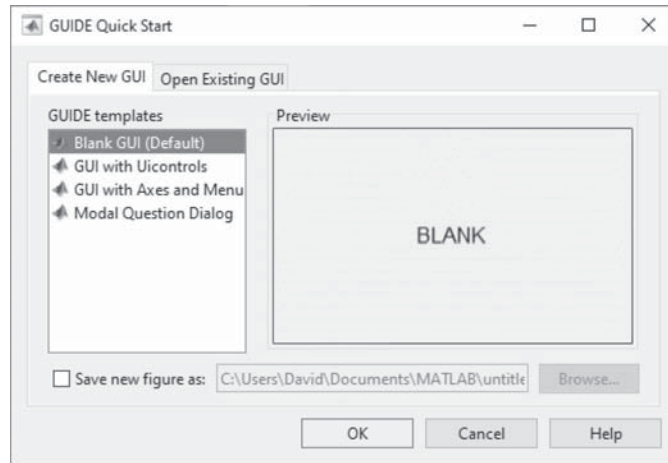 GUIDE Quick Start
Create New GUI
Open Existing GUI
GUIDE templates
Blank GUI (Default)
GUI with Uicontrols
GUI with Axes and Menu
Modal Question Dialog
Preview
BLANK
Save new figure as:
C:\Users\David\Documents\MATLAB\untitle
Browse...
OK
Cancel
Help